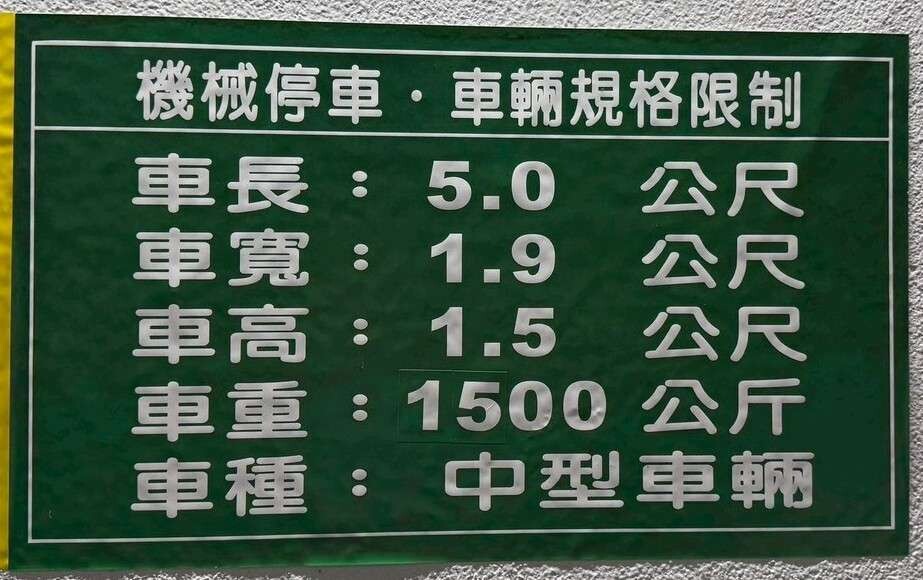 機械停車·車輛規格限制
車長：5.0 公尺
車寬：1.9 公尺
車高：1.5 公尺
車重：1500 公斤
車種：中型車輛